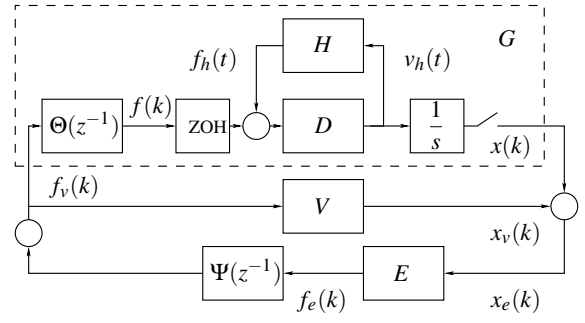 H
G
f_h(t)
v_h(t)
f(k)
Θ(z^{-1})
ZOH
D
1/s
x(k)
f_v(k)
V
x_v(k)
Ψ(z^{-1})
E
f_e(k)
x_e(k)